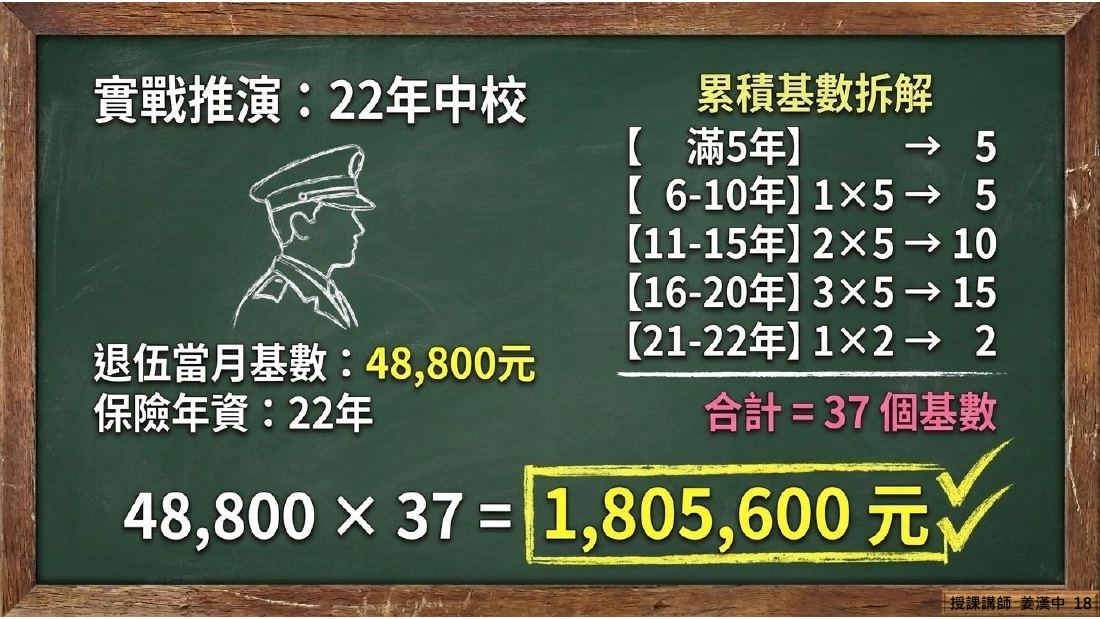 實戰推演：22年中校
退伍當月基數：48,800元
保險年資：22年
累積基數拆解
【　滿5年】　　→　5
【　6-10年】1×5→　5
【11-15年】2×5→10
【16-20年】3×5→15
【21-22年】1×2→　2
合計 = 37 個基數
48,800 × 37 = 1,805,600 元
授課講師 姜漢中 18